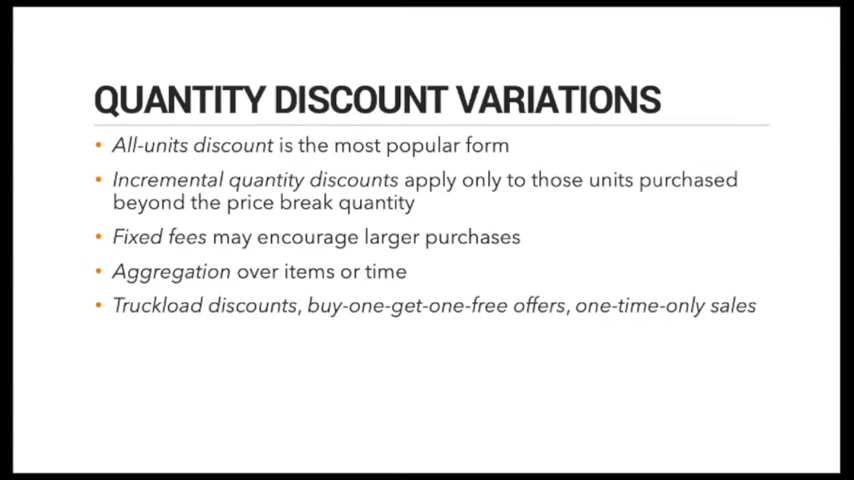 QUANTITY DISCOUNT VARIATIONS
• All-units discount is the most popular form
• Incremental quantity discounts apply only to those units purchased
beyond the price break quantity
• Fixed fees may encourage larger purchases
• Aggregation over items or time
• Truckload discounts, buy-one-get-one-free offers, one-time-only sales